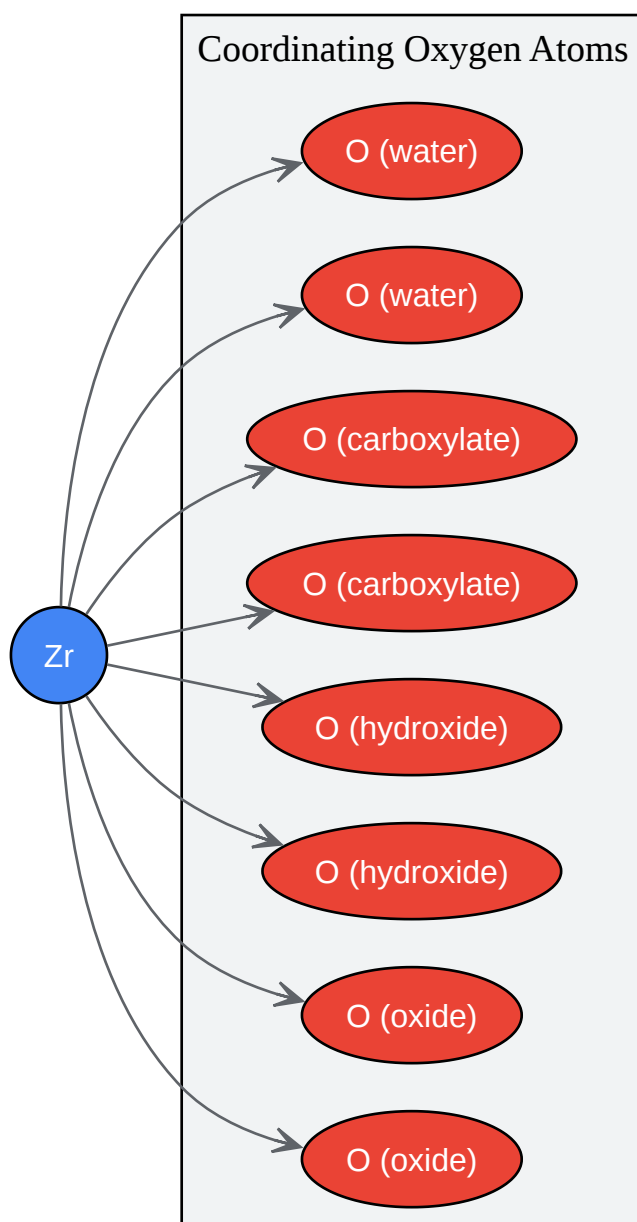 Coordinating Oxygen Atoms
O (water)
O (water)
O (carboxylate)
O (carboxylate)
Zr
O (hydroxide)
O (hydroxide)
O (oxide)
O (oxide)